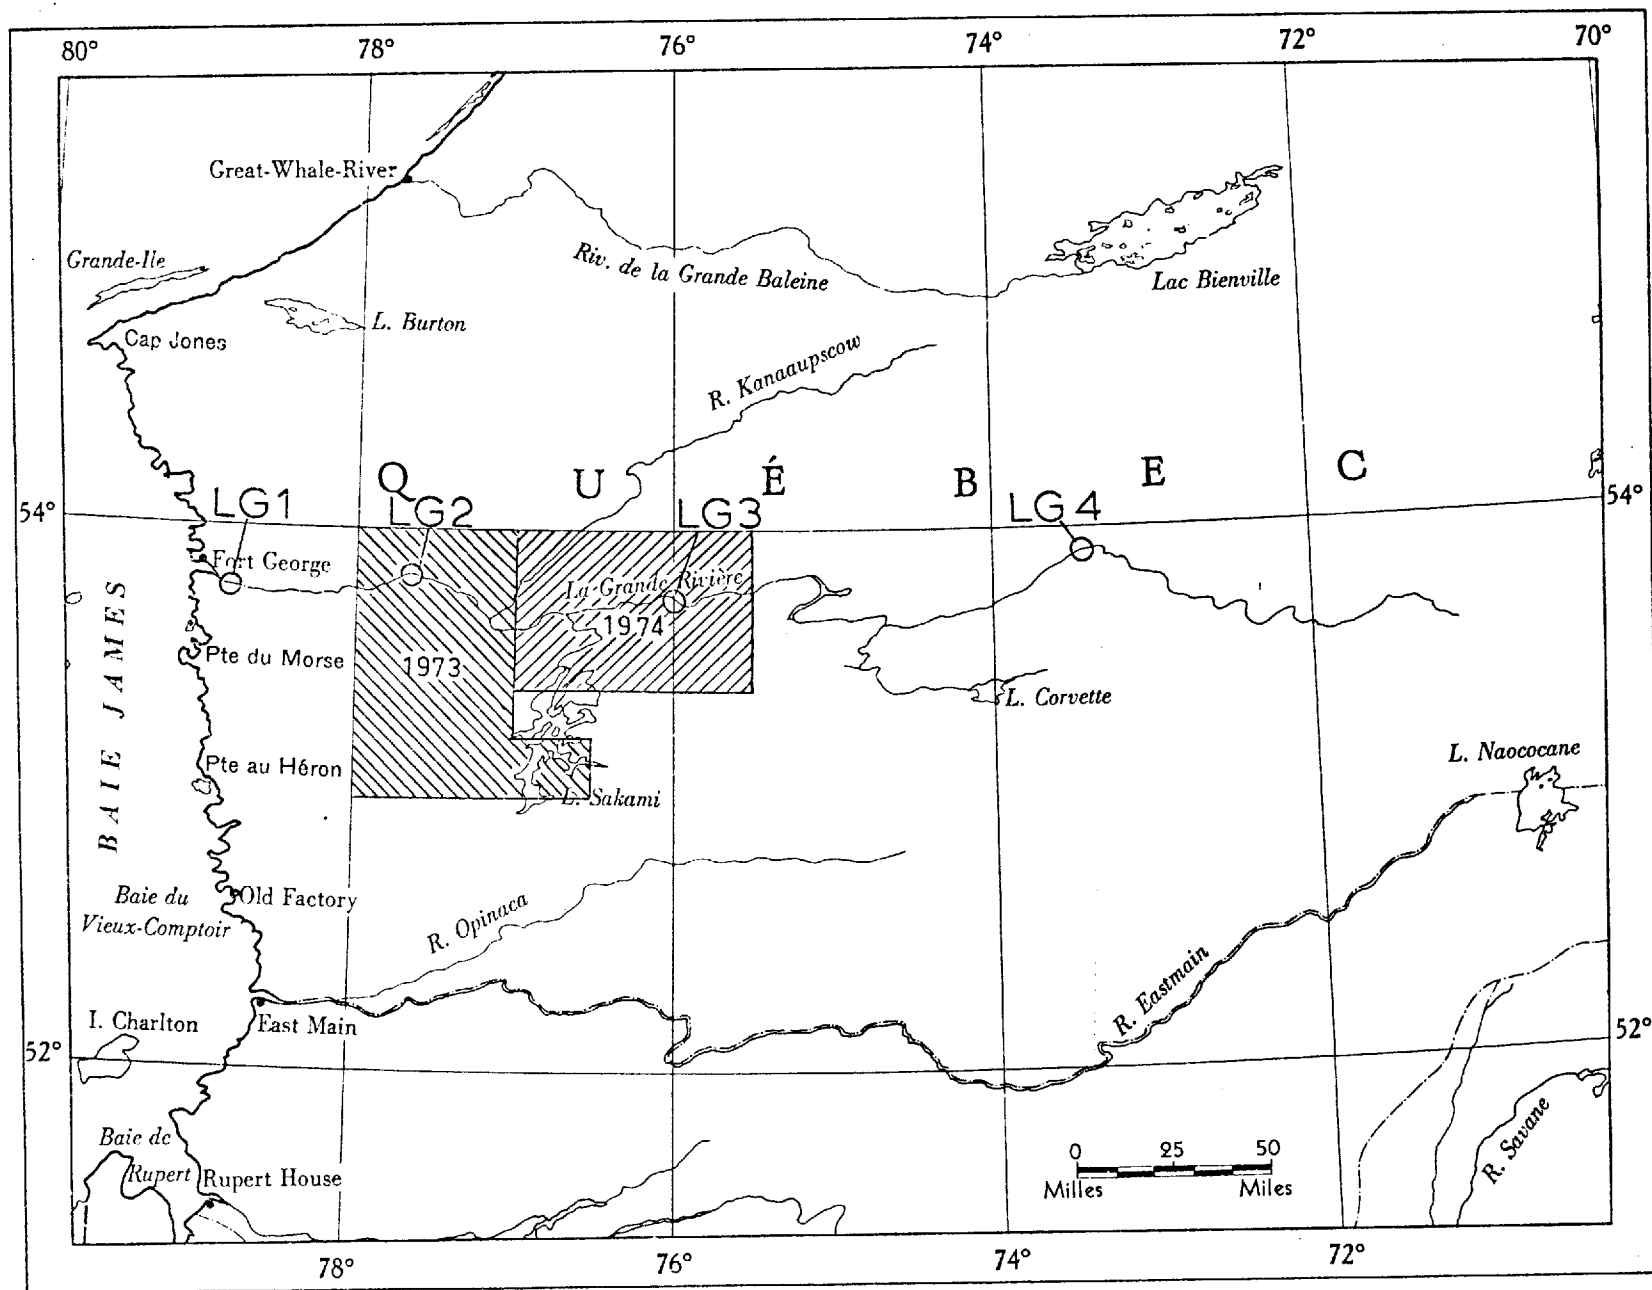 80° 78° 76° 74° 72° 70°
Great-Whale-River
Grande-Ile
Riv. de la Grande Baleine
Lac Bienville
L. Burton
Cap Jones
R. Kanaaupscow
Q U É B E C
LG1 LG2 LG3 LG4
54° 54°
Fort George
La Grande Rivière
1974
Pte du Morse
1973
L. Corvette
BAIE JAMES
Pte au Héron
L. Naococane
L. Sakami
Baie du
Vieux-Comptoir
Old Factory
R. Opinaca
R. Eastmain
I. Charlton
East Main
52° 52°
Baie de
Rupert
Rupert House
R. Savane
0 25 50
Milles Miles
78° 76° 74° 72°